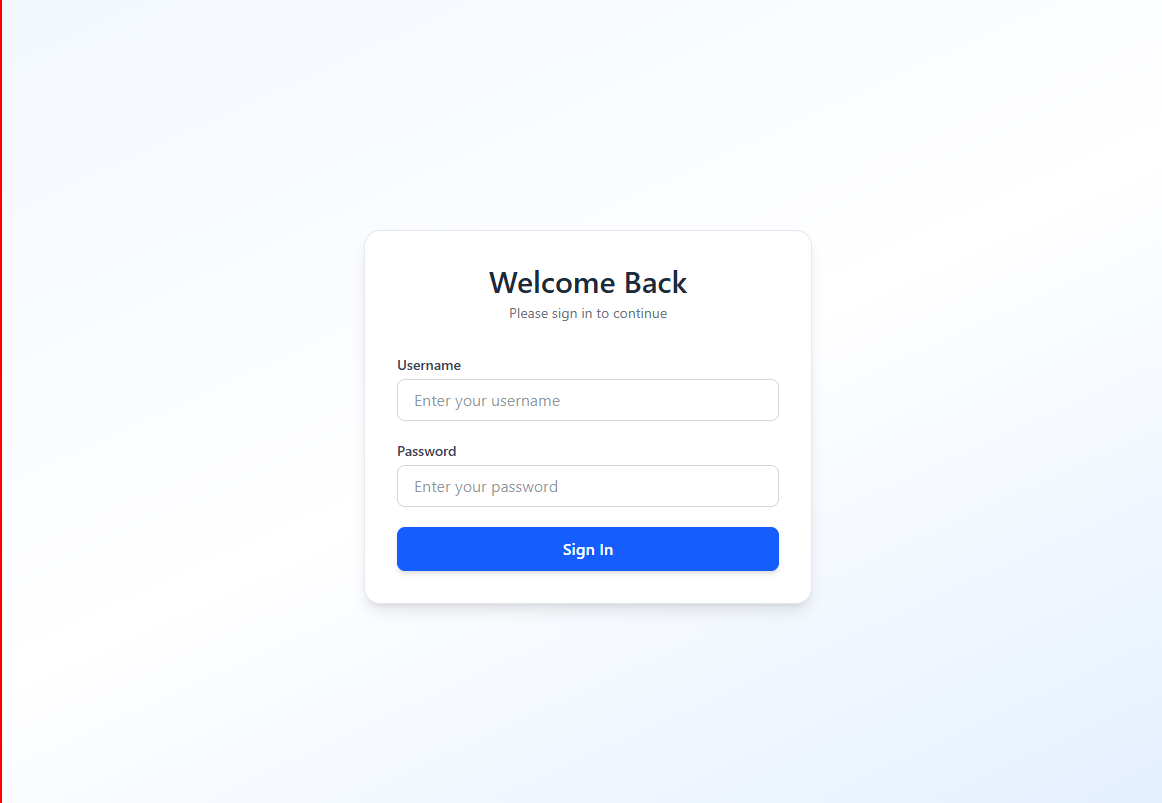 Welcome Back
Please sign in to continue
Username
Enter your username
Password
Enter your password
Sign In